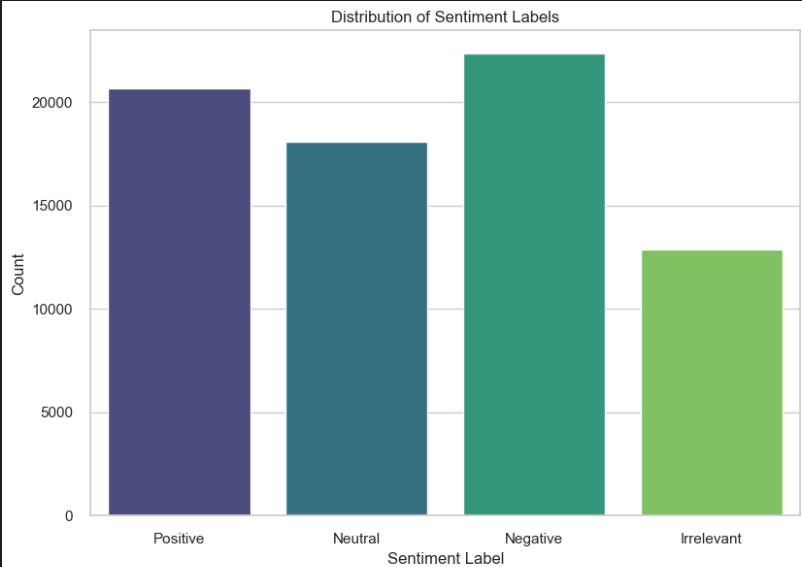 Distribution of Sentiment Labels
20000
15000
10000
5000
0
Count
Positive Neutral Negative Irrelevant
Sentiment Label